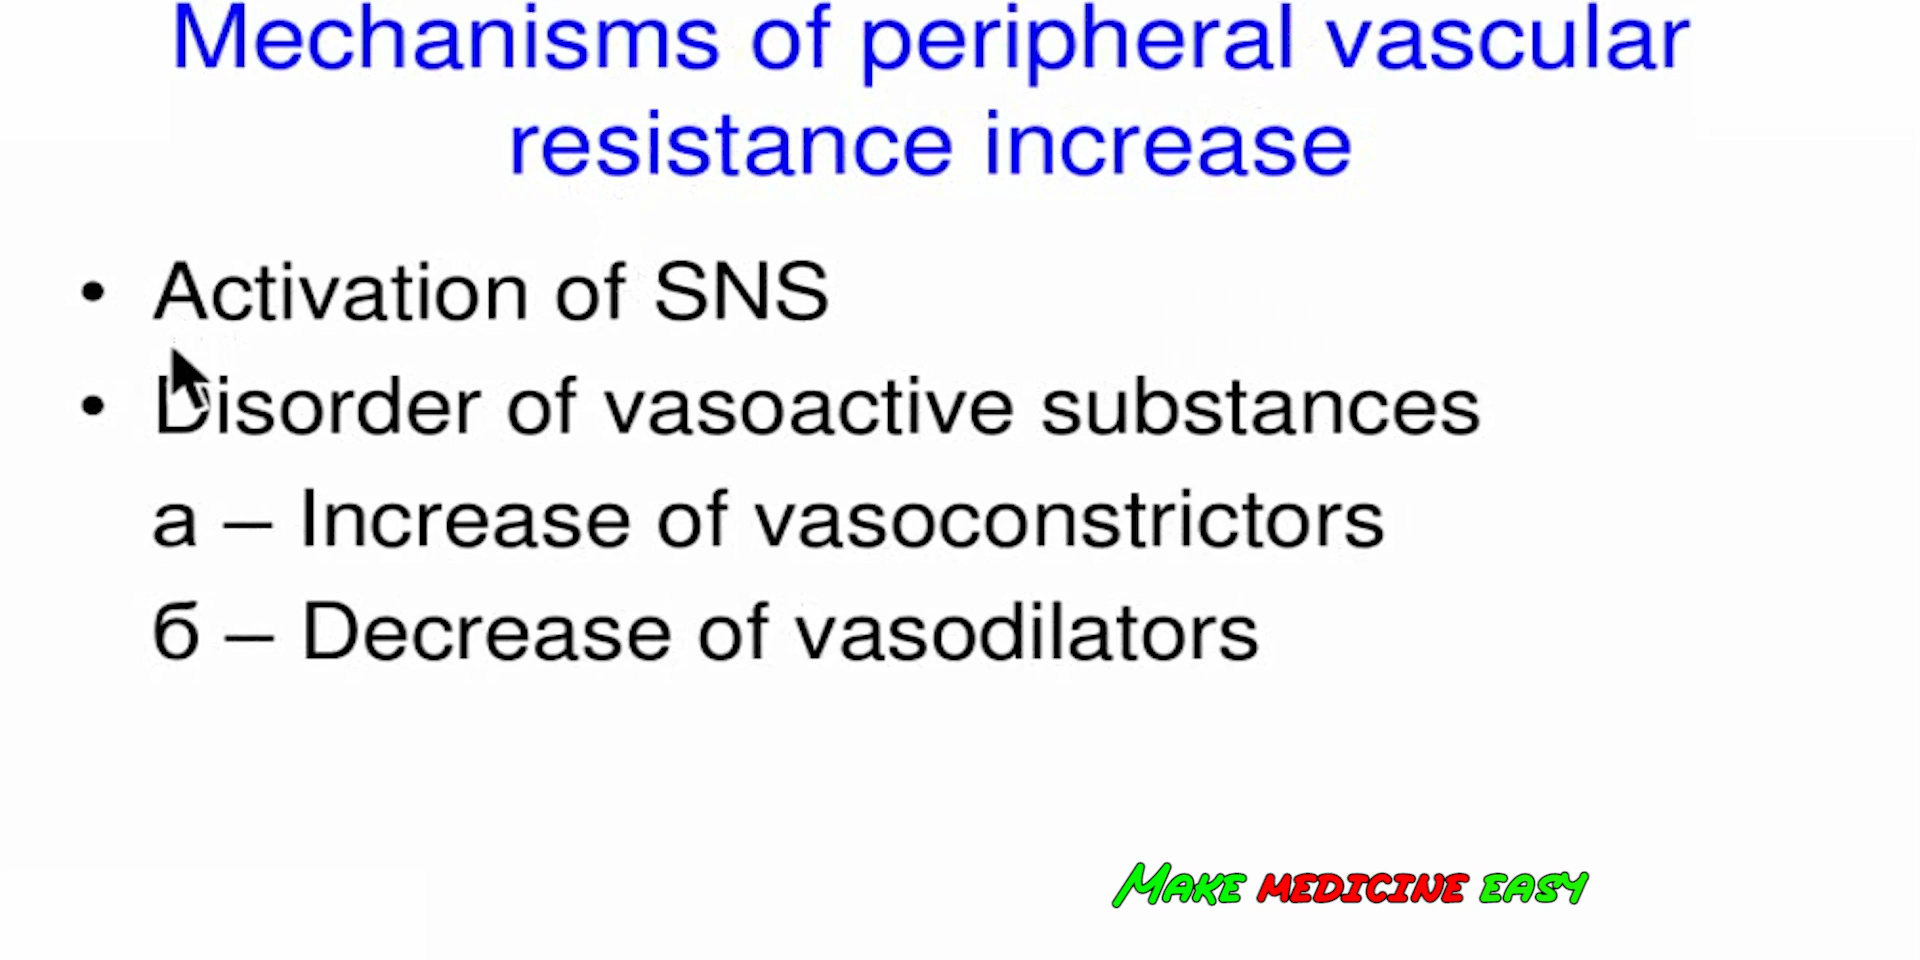 Mechanisms of peripheral vascular
resistance increase
• Activation of SNS
• Disorder of vasoactive substances
а – Increase of vasoconstrictors
б – Decrease of vasodilators
MAKE MEDICINE EASY